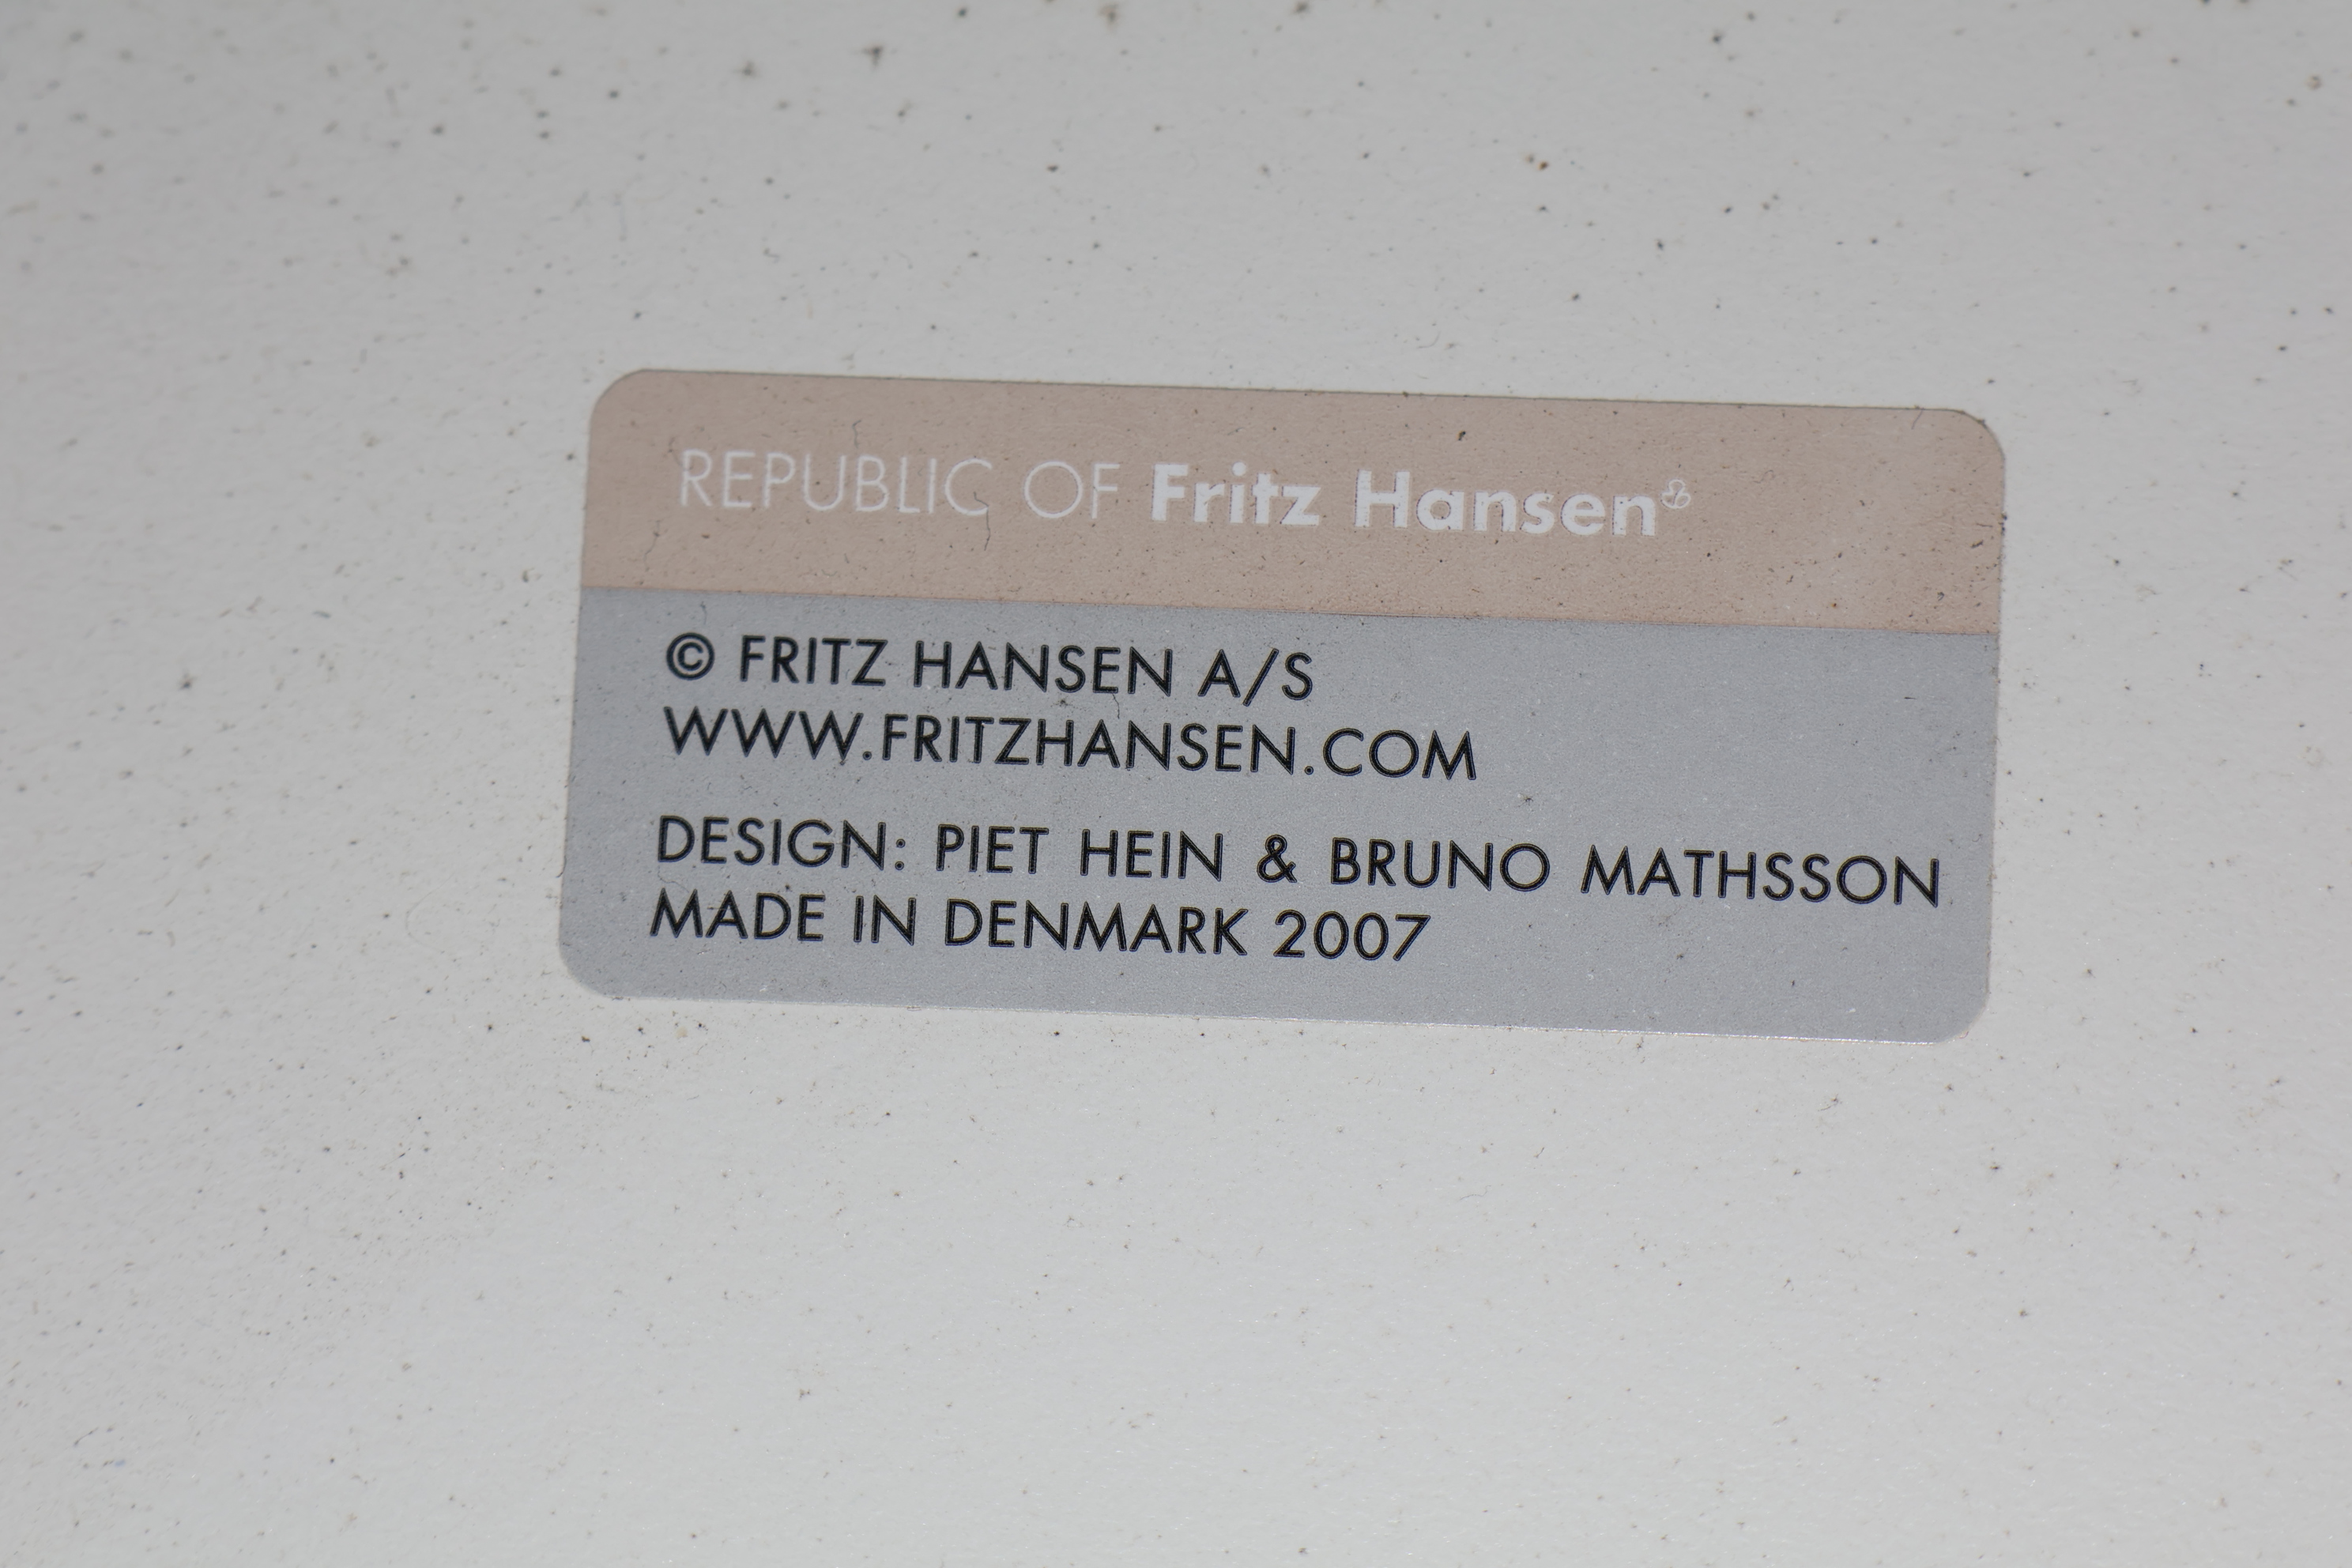 REPUBLIC OF Fritz Hansen
© FRITZ HANSEN A/S
WWW.FRITZHANSEN.COM
DESIGN: PIET HEIN & BRUNO MATHSSON
MADE IN DENMARK 2007